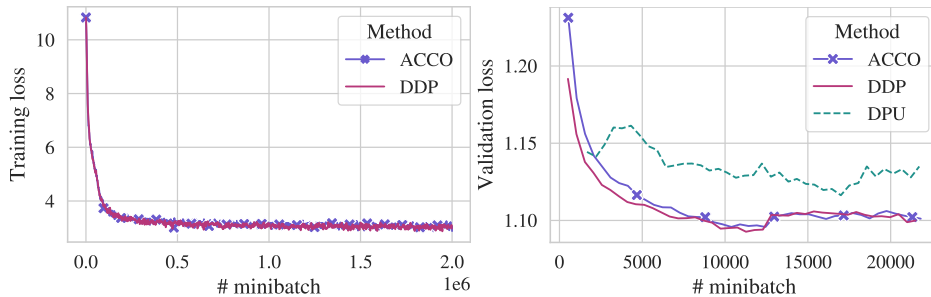 Training loss
10
8
6
4
0.0 0.5 1.0 1.5 2.0
1e6
# minibatch
Method
ACCO
DDP
Validation loss
1.20
1.15
1.10
0 5000 10000 15000 20000
# minibatch
Method
ACCO
DDP
DPU